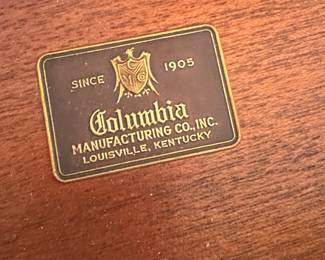 SINCE 1905
Columbia
MANUFACTURING CO., INC.
LOUISVILLE, KENTUCKY